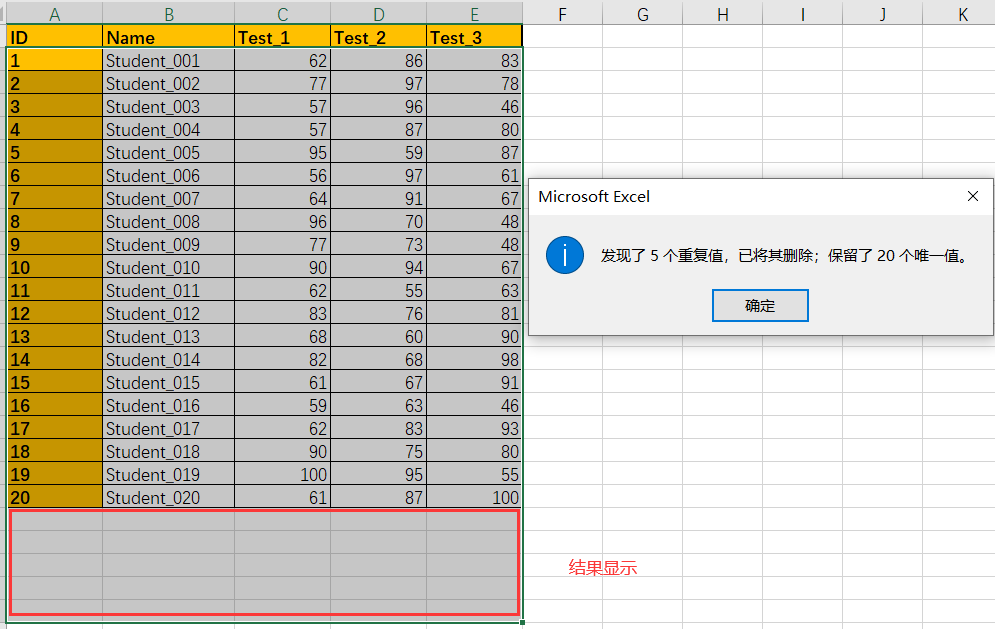 A B C D E F G H I J K
ID Name Test_1 Test_2 Test_3
1 Student_001 62 86 83
2 Student_002 77 97 78
3 Student_003 57 96 46
4 Student_004 57 87 80
5 Student_005 95 59 87
6 Student_006 56 97 61
7 Student_007 64 91 67
8 Student_008 96 70 48
9 Student_009 77 73 48
10 Student_010 90 94 67
11 Student_011 62 55 63
12 Student_012 83 76 81
13 Student_013 68 60 90
14 Student_014 82 68 98
15 Student_015 61 67 91
16 Student_016 59 63 46
17 Student_017 62 83 93
18 Student_018 90 75 80
19 Student_019 100 95 55
20 Student_020 61 87 100
Microsoft Excel
发现了 5 个重复值，已将其删除；保留了 20 个唯一值。
确定
结果显示